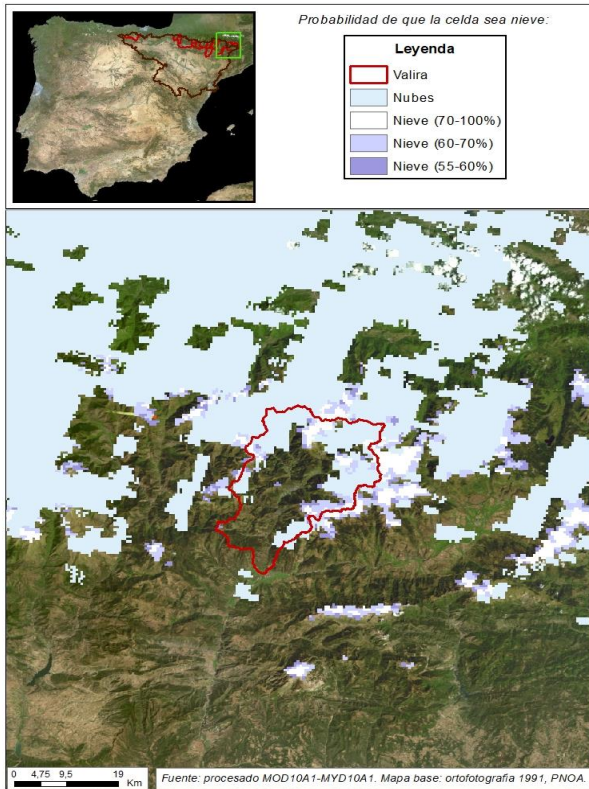 Probabilidad de que la celda sea nieve:
Leyenda
Valira
Nubes
Nieve (70-100%)
Nieve (60-70%)
Nieve (55-60%)
0 4,75 9,5 19
Km
Fuente: procesado MOD10A1-MYD10A1. Mapa base: ortofotografia 1991, PNOA.